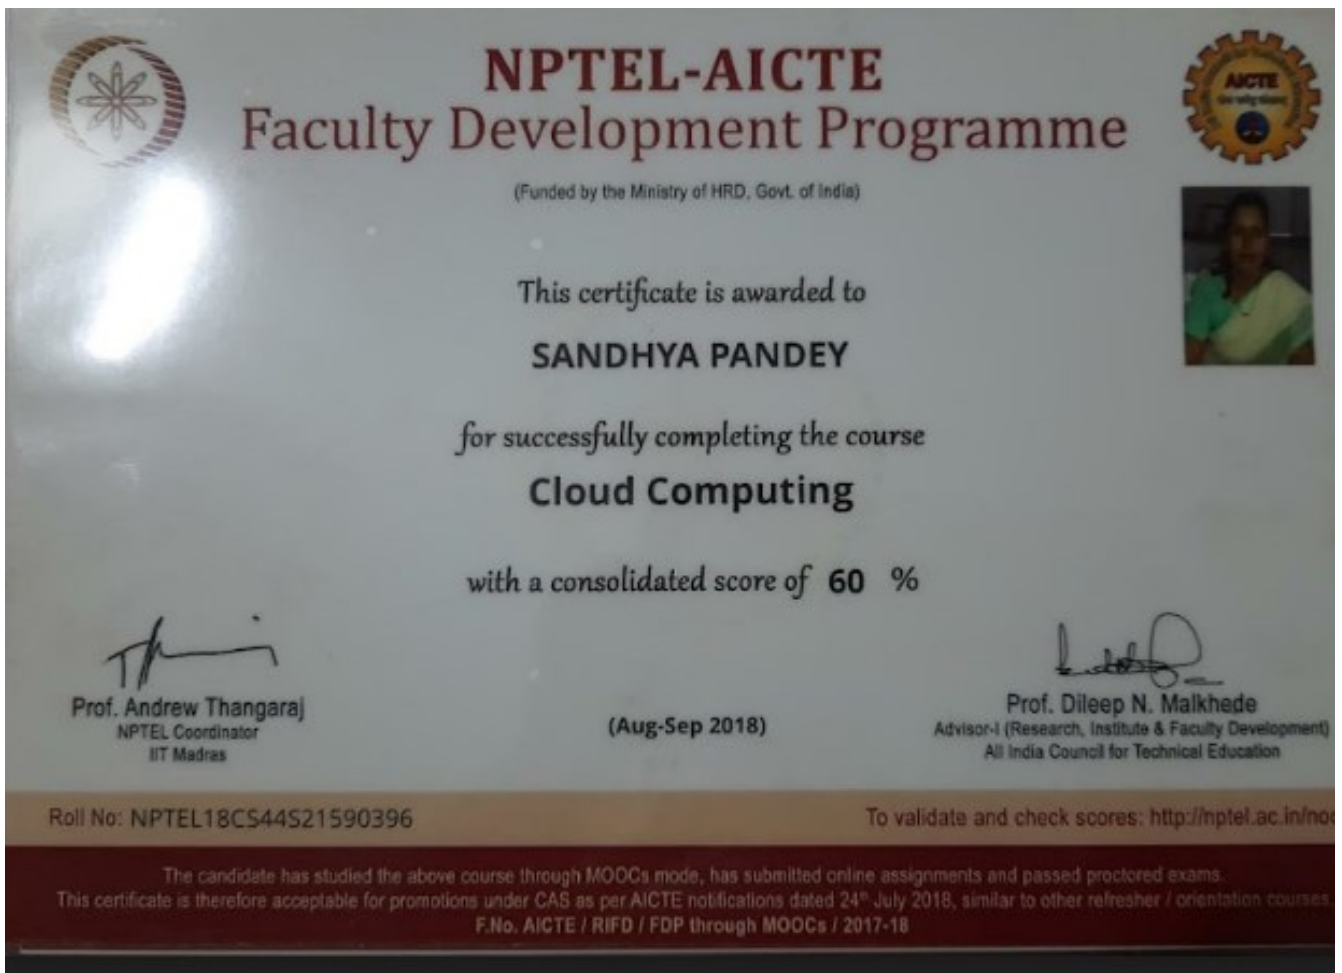 NPTEL-AICTE
AICTE
Faculty Development Programme
(Funded by the Ministry of HRD, Govt. of India)
This certificate is awarded to
SANDHYA PANDEY
for successfully completing the course
Cloud Computing
with a consolidated score of 60 %
Prof. Andrew Thangaraj
NPTEL Coordinator
IIT Madras
(Aug-Sep 2018)
Prof. Dileep N. Malkhede
Advisor-I (Research, Institute & Faculty Development)
All India Council for Technical Education
Roll No: NPTEL18CS44S21590396
To validate and check scores: http://nptel.ac.in/noc
The candidate has studied the above course through MOOCs mode, has submitted online assignments and passed proctored exams.
This certificate is therefore acceptable for promotions under CAS as per AICTE notifications dated 24th July 2018, similar to other refresher / orientation courses.
F.No. AICTE / RIFD / FDP through MOOCs / 2017-18